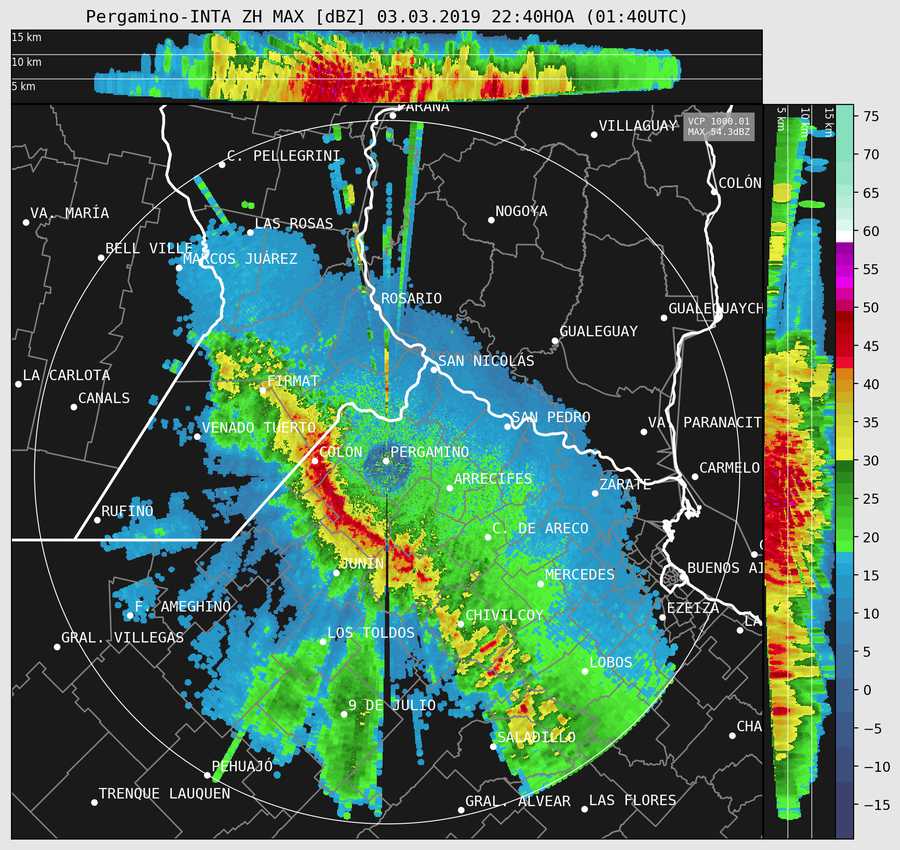 Pergamino-INTA ZH MAX [dBZ] 03.03.2019 22:40HOA (01:40UTC)
15 km
10 km
5 km
5 km
10 km
15 km
PARANÁ
VILLAGUAY
VCP 1000.01
MAX 54.3dBZ
C. PELLEGRINI
COLÓN
VA. MARÍA
NOGOYA
LAS ROSAS
BELL VILLE
MARCOS JUÁREZ
ROSARIO
GUALEGUAYCH
GUALEGUAY
SAN NICOLÁS
LA CARLOTA
FIRMAT
CANALS
SAN PEDRO
VA. PARANACIT
VENADO TUERTO
COLÓN
PERGAMINO
CARMELO
ARRECIFES
ZÁRATE
RUFINO
C. DE ARECO
C
JUNÍN
MERCEDES
BUENOS AI
F. AMEGHINO
CHIVILCOY
EZEIZA
LA
GRAL. VILLEGAS
LOS TOLDOS
LOBOS
9 DE JULIO
CHA
SALADILLO
PEHUAJÓ
TRENQUE LAUQUEN
GRAL. ALVEAR
LAS FLORES
75
70
65
60
55
50
45
40
35
30
25
20
15
10
5
0
−5
−10
−15